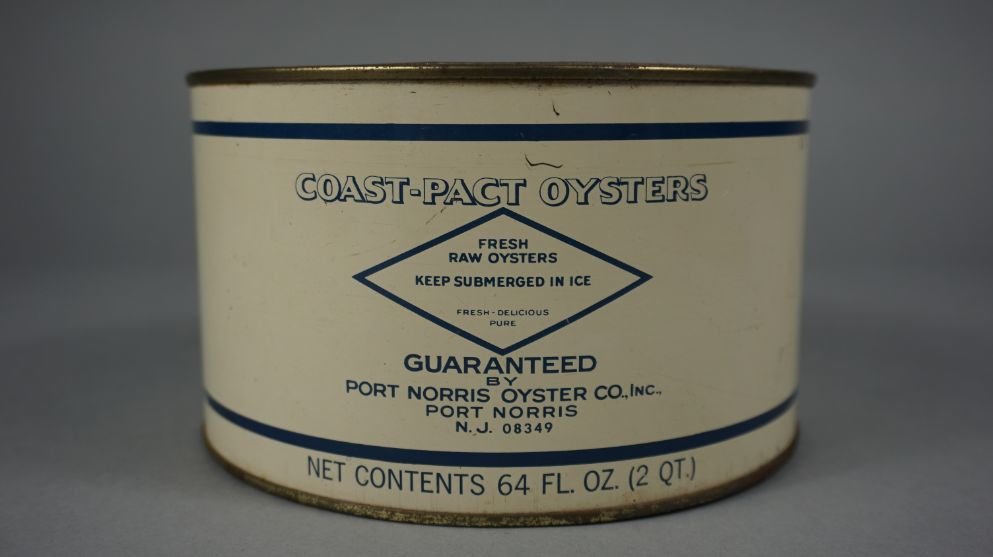 COAST-PACT OYSTERS
FRESH
RAW OYSTERS
KEEP SUBMERGED IN ICE
FRESH-DELICIOUS
PURE
GUARANTEED
BY
PORT NORRIS OYSTER CO., INC.,
PORT NORRIS
N.J. 08349
NET CONTENTS 64 FL. OZ. (2 QT.)